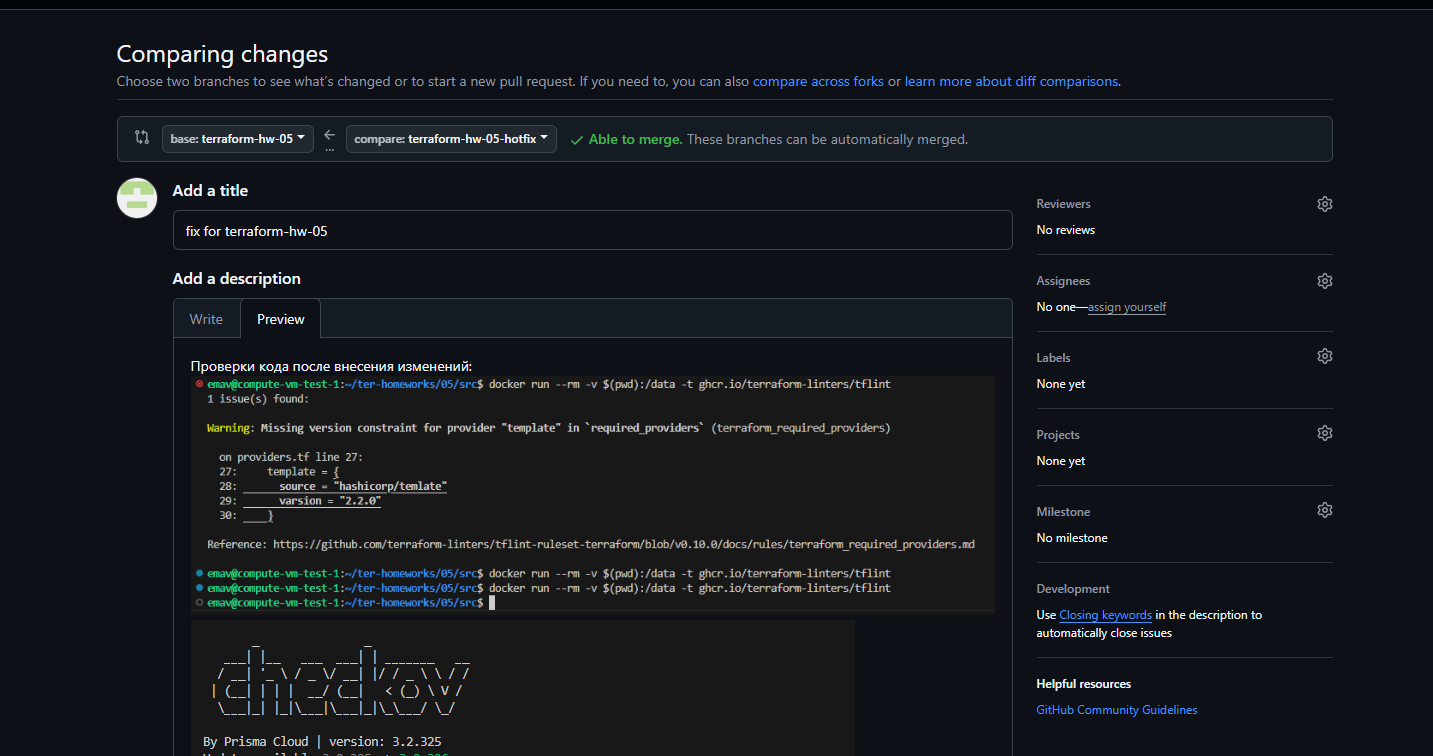 Comparing changes
Choose two branches to see what's changed or to start a new pull request. If you need to, you can also compare across forks or learn more about diff comparisons.
base: terraform-hw-05
...
compare: terraform-hw-05-hotfix
Able to merge. These branches can be automatically merged.
Add a title
fix for terraform-hw-05
Add a description
Write
Preview
Проверки кода после внесения изменений:
emav@compute-vm-test-1:~/ter-homeworks/05/src$ docker run --rm -v $(pwd):/data -t ghcr.io/terraform-linters/tflint
1 issue(s) found:
Warning: Missing version constraint for provider "template" in `required_providers` (terraform_required_providers)
on providers.tf line 27:
27:     template = {
28:       source = "hashicorp/temlate"
29:       varsion = "2.2.0"
30:     }
Reference: https://github.com/terraform-linters/tflint-ruleset-terraform/blob/v0.10.0/docs/rules/terraform_required_providers.md
emav@compute-vm-test-1:~/ter-homeworks/05/src$ docker run --rm -v $(pwd):/data -t ghcr.io/terraform-linters/tflint
emav@compute-vm-test-1:~/ter-homeworks/05/src$ docker run --rm -v $(pwd):/data -t ghcr.io/terraform-linters/tflint
emav@compute-vm-test-1:~/ter-homeworks/05/src$
checkov
By Prisma Cloud | version: 3.2.325
Reviewers
No reviews
Assignees
No one—assign yourself
Labels
None yet
Projects
None yet
Milestone
No milestone
Development
Use Closing keywords in the description to
automatically close issues
Helpful resources
GitHub Community Guidelines